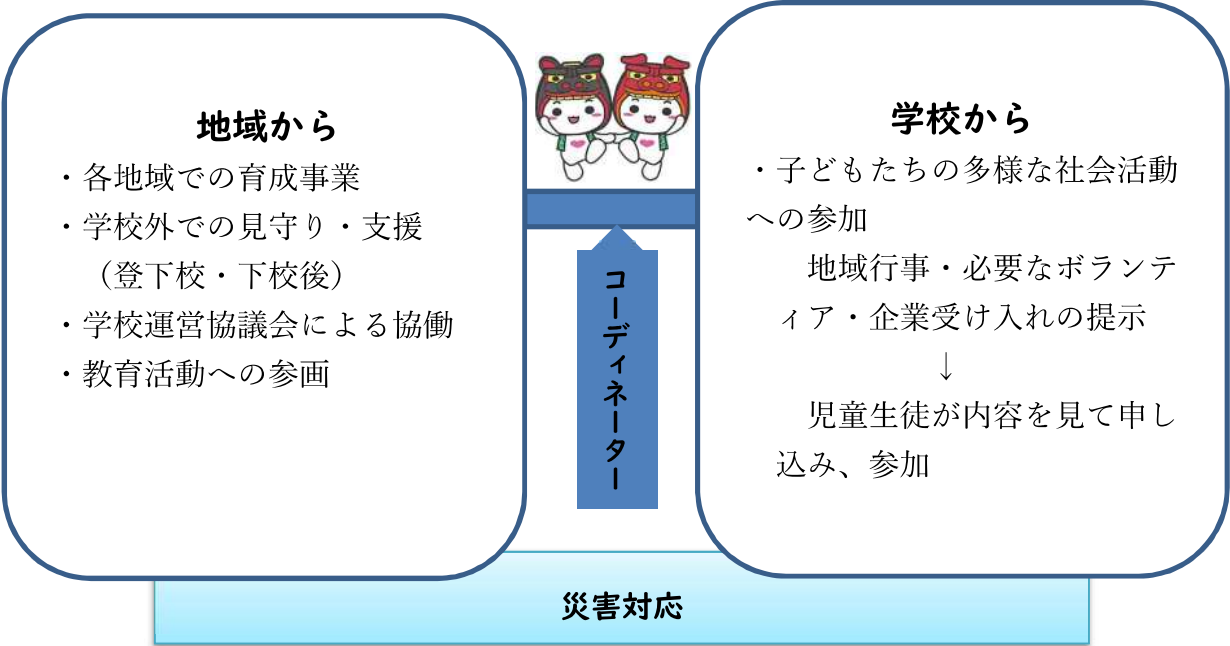 地域から
・各地域での育成事業
・学校外での見守り・支援
（登下校・下校後）
・学校運営協議会による協働
・教育活動への参画
コーディネーター
学校から
・子どもたちの多様な社会活動
への参加
地域行事・必要なボランテ
ィア・企業受け入れの提示
↓
児童生徒が内容を見て申し
込み、参加
災害対応